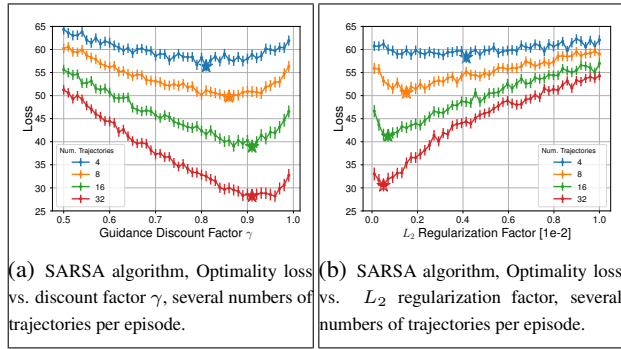 65
60
55
50
45
40
35
30
25
Loss
Num. Trajectories
4
8
16
32
0.5 0.6 0.7 0.8 0.9 1.0
Guidance Discount Factor γ
65
60
55
50
45
40
35
30
25
Loss
Num. Trajectories
4
8
16
32
0.0 0.2 0.4 0.6 0.8 1.0
L₂ Regularization Factor [1e-2]
(a) SARSA algorithm, Optimality loss
vs. discount factor γ, several numbers of
trajectories per episode.
(b) SARSA algorithm, Optimality loss
vs. L₂ regularization factor, several
numbers of trajectories per episode.